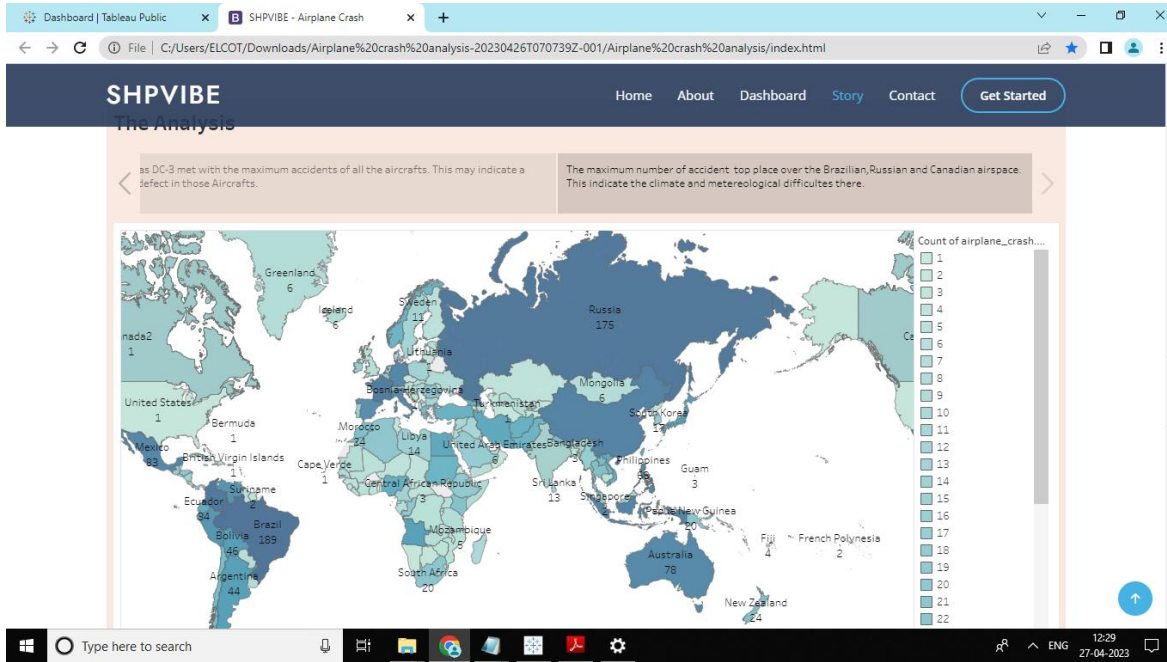 Dashboard | Tableau Public
SHPVIBE - Airplane Crash
File | C:/Users/ELCOT/Downloads/Airplane%20crash%20analysis-20230426T070739Z-001/Airplane%20crash%20analysis/index.html
SHPVIBE
Home About Dashboard Story Contact Get Started
The Analysis
as DC-3 met with the maximum accidents of all the aircrafts. This may indicate a
defect in those Aircrafts.
The maximum number of accident top place over the Brazilian,Russian and Canadian airspace.
This indicate the climate and metereological difficultes there.
Count of airplane_crash....
1
2
3
4
5
6
7
8
9
10
11
12
13
14
15
16
17
18
19
20
21
22
Greenland
6
Iceland
6
Sweden
11
Russia
175
nada2
1
Ca
Lithuania
1
Bosnia-Herzegovina
Mongolia
6
Turkmenistan
1
United States
1
Bermuda
1
South Korea
17
Morocco
24
Libya
14
United Arab Emirates
6
Bangladesh
Mexico
83
British Virgin Islands
1
Cape Verde
1
Philippines
Guam
3
Central African Republic
3
Sri Lanka
13
Singapore
2
Suriname
2
Ecuador
34
Papua New Guinea
20
Brazil
189
Bolivia
46
Mozambique
5
Fiji
4
French Polynesia
2
Australia
78
Argentina
44
South Africa
20
New Zealand
24
Type here to search
ENG
12:29
27-04-2023